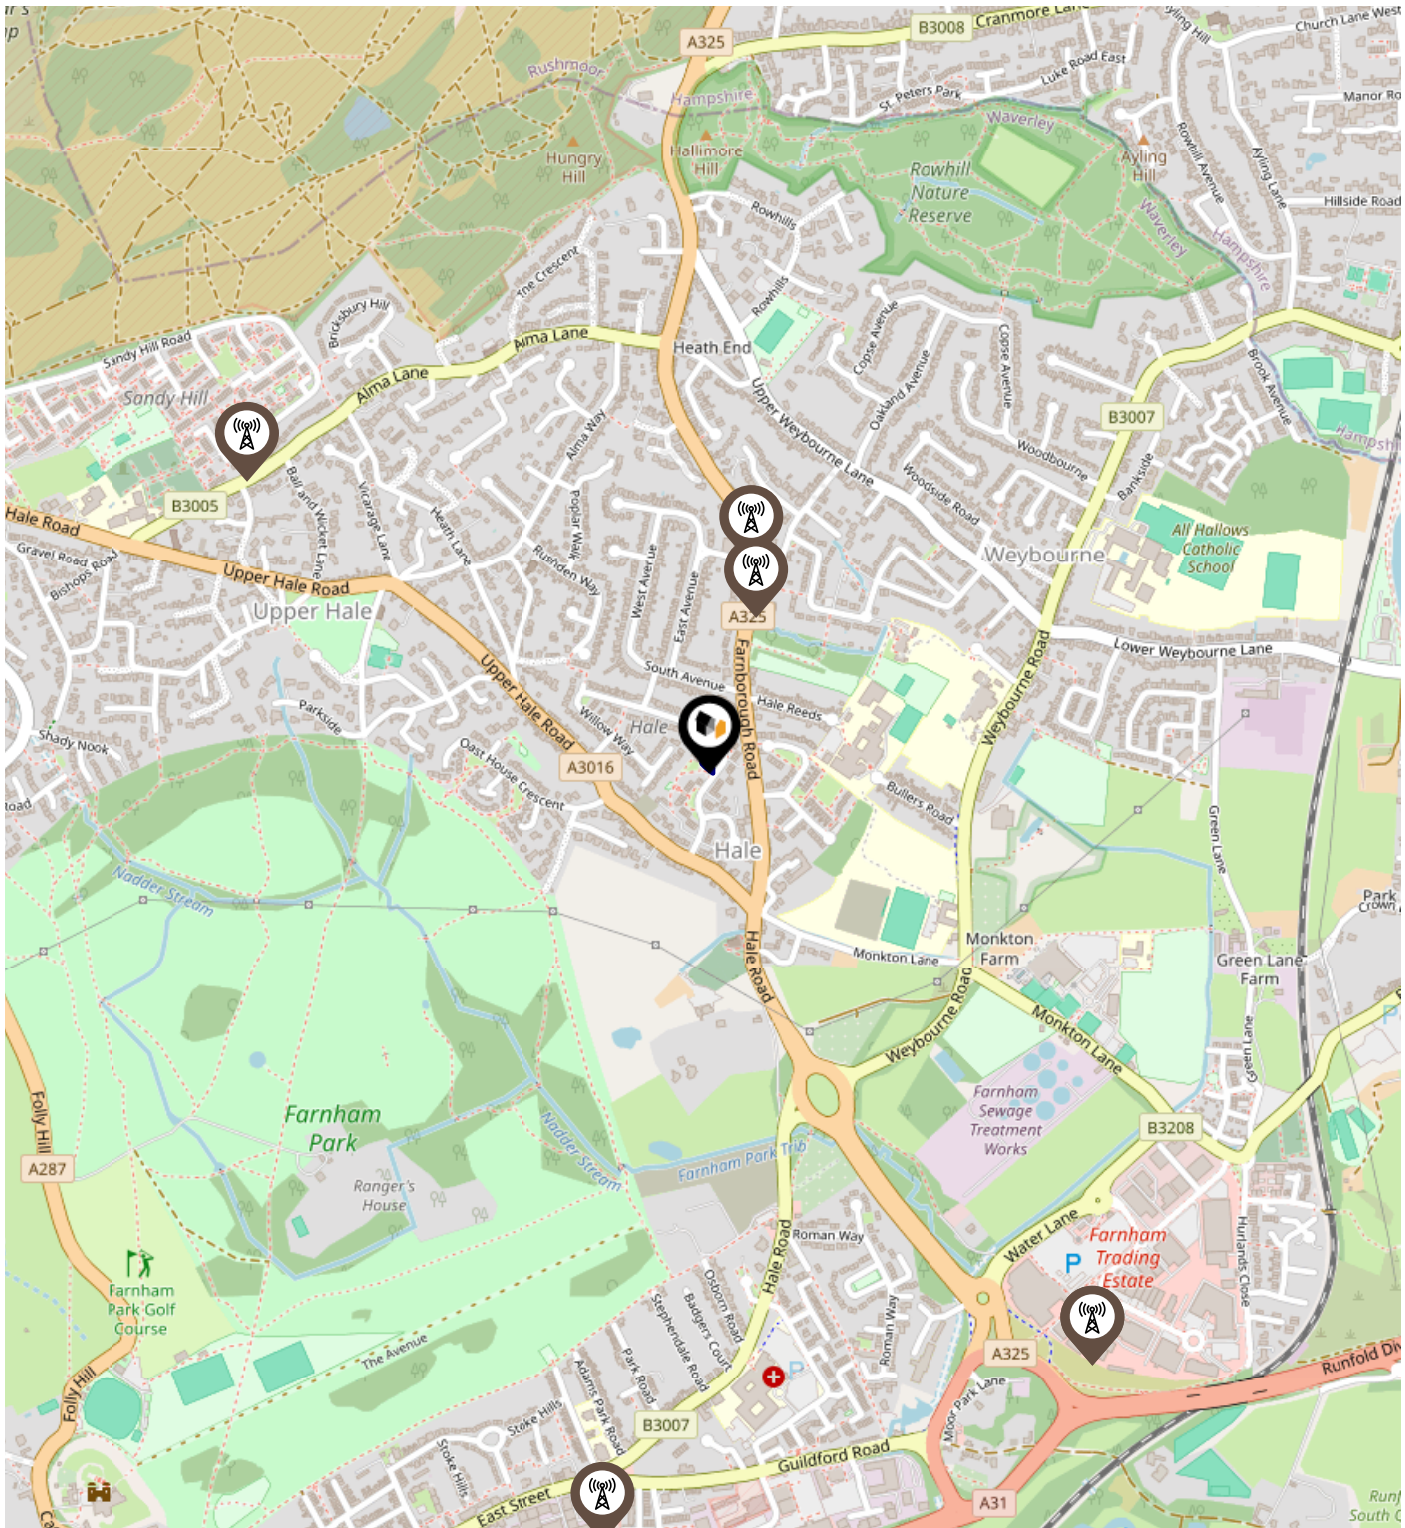 A325
B3008
Cranmore Lane
Church Lane West
Rushmoor
Hampshire
St. Peters Park
Luke Road East
Manor Ro
Waverley
Hungry
Hill
Hallimore
Hill
Rowhill
Nature
Reserve
Ayling
Hill
Rowhill Avenue
Ayling Lane
Hillside Road
Waverley
Hampshire
Rowhills
The Crescent
Rowhills
Bricksbury Hill
Sandy Hill Road
Alma Lane
Heath End
Copse Avenue
Oakland Avenue
Copse Avenue
Brook Avenue
Alma Lane
Sandy Hill
B3007
Upper Weybourne Lane
Alma Way
Hampshi
Woodbourne
Woodside Road
Bankside
B3005
Hale Road
Ball and Wicket Lane
Vicarage Lane
Heath Lane
Poplar Walk
Rushden Way
West Avenue
East Avenue
Weybourne
All Hallows
Catholic
School
Gravel Road
Bishops Road
Upper Hale Road
Upper Hale
A325
Farnborough Road
Weybourne Road
Lower Weybourne Lane
South Avenue
Hale Reeds
Upper Hale Road
Parkside
Willow Way
Hale
Shady Nook
Oast House Crescent
A3016
Road
Bullers Road
Green Lane
Hale
Nadder Stream
Park
Crown
Hale Road
Monkton Lane
Monkton
Farm
Green Lane
Farm
Weybourne Road
Monkton Lane
Green Lane
Folly Hill
Farnham
Park
Farnham
Sewage
Treatment
Works
B3208
Nadder Stream
Farnham Park Trib
A287
Ranger's
House
Hale Road
Roman Way
Water Lane
Farnham
Trading
Estate
P
Hurlands Close
Farnham
Park Golf
Course
Osborn Road
Badgers Court
Stephendale Road
Park Road
Adams Park Road
Roman Way
The Avenue
A325
Runfold Div
Folly Hill
P
Moor Park Lane
Stoke Hills
Stoke Hills
B3007
Guildford Road
East Street
A31
Runf
South Q